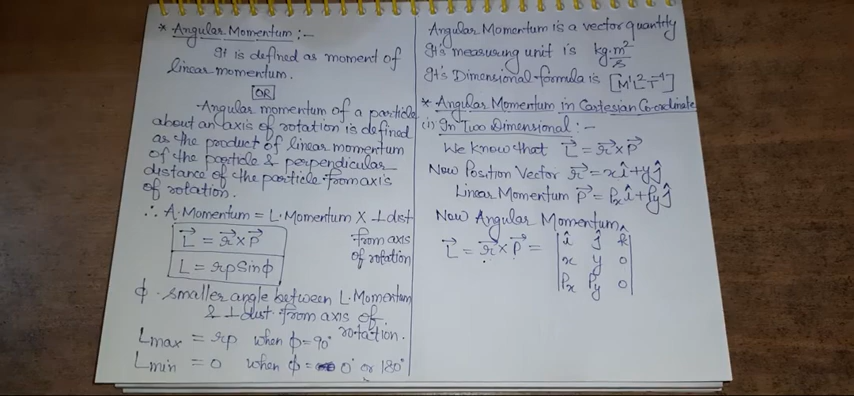 * Angular Momentum :-
It is defined as moment of
linear momentum.
OR
Angular momentum of a particle
about an axis of rotation is defined
as the product of linear momentum
of the particle & perpendicular
distance of the particle from axis
of rotation.
∴ A. Momentum = L. Momentum X ⊥ dist
from axis
of rotation
L⃗ = r⃗ × P⃗
L = rp Sinϕ
ϕ - smaller angle between L. Momentum
& ⊥ dist from axis of
rotation.
Lmax = rp when ϕ = 90°
Lmin = 0 when ϕ = 0° or 180°
Angular Momentum is a vector quantity
It's measuring unit is kg.m²/s
It's Dimensional formula is [M¹L²T⁻¹]
* Angular Momentum in Cartesian Co-ordinate
(i) In Two Dimensional :-
We know that L⃗ = r⃗ × P⃗
Now Position Vector r⃗ = xî + yĵ
Linear Momentum P⃗ = Pxî + Pyĵ
Now Angular Momentum
L⃗ = r⃗ × P⃗ = | î ĵ k̂ |
| x y 0 |
| Px Py 0 |